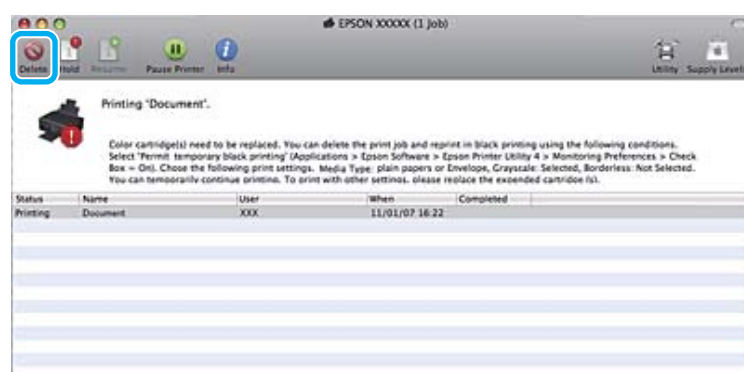 EPSON XXXXX (1 Job)
Delete Hold Resume Pause Printer Info Utility Supply Levels
Printing "Document".
Color cartridge(s) need to be replaced. You can delete the print job and reprint in black printing using the following conditions.
Select "Permit temporary black printing" (Applications > Epson Software > Epson Printer Utility 4 > Monitoring Preferences > Check
Box = On). Chose the following print settings. Media Type: plain papers or Envelope, Grayscale: Selected, Borderless: Not Selected.
You can temporarily continue printing. To print with other settings, please replace the expended cartridge (s).
Status Name User When Completed
Printing Document XXX 11/01/07 16:22